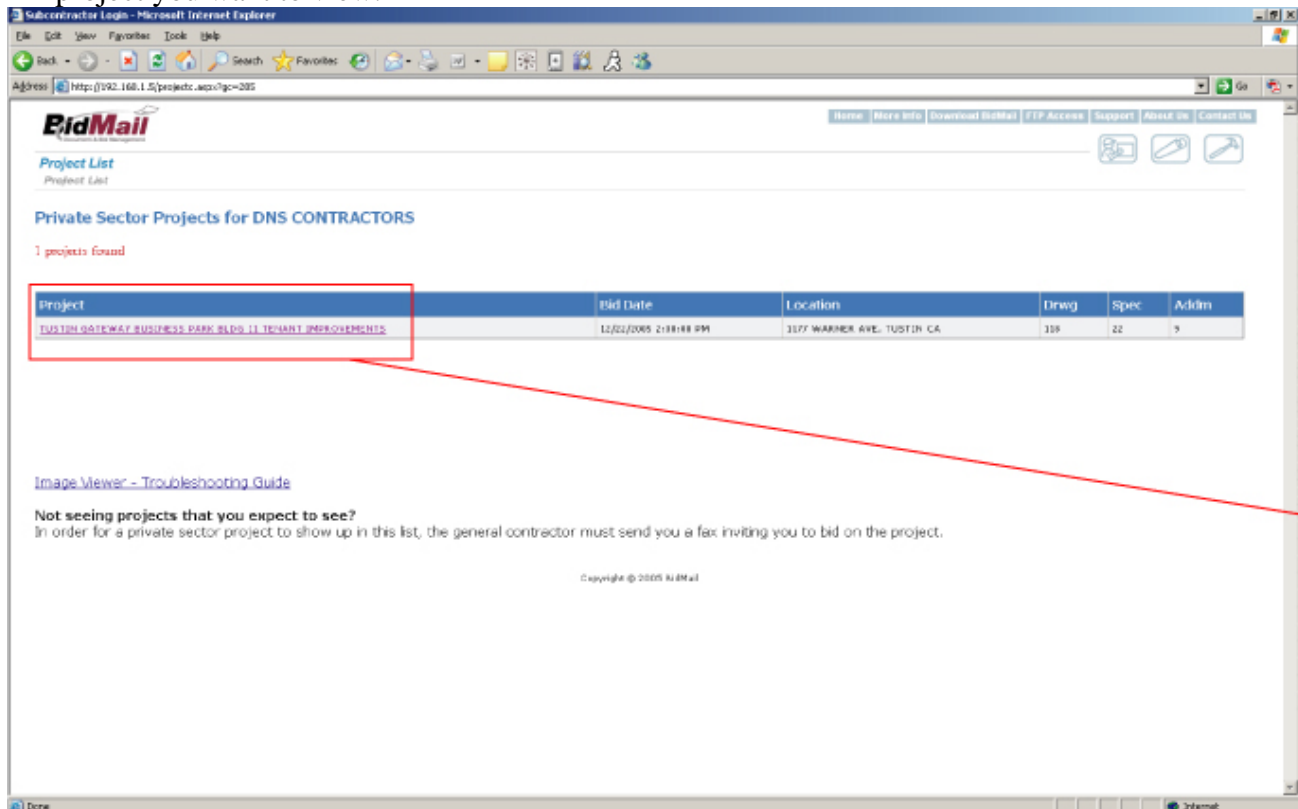 project you want to view.
Subcontractor Login - Microsoft Internet Explorer
File Edit View Favorites Tools Help
Back Search Favorites
Address http://192.168.1.5/projects.aspx?gc=205 Go
BidMail
Home More Info Download BidMail FTP Access Support About Us Contact Us
Project List
Project List
Private Sector Projects for DNS CONTRACTORS
1 projects found
Project Bid Date Location Drwg Spec Addm
TUSTIN GATEWAY BUSINESS PARK BLDG 11 TENANT IMPROVEMENTS 12/22/2005 WARNER AVE, TUSTIN CA 22 9
Image Viewer - Troubleshooting Guide
Not seeing projects that you expect to see?
In order for a private sector project to show up in this list, the general contractor must send you a fax inviting you to bid on the project.
Copyright © 2005 BidMail
Done Internet